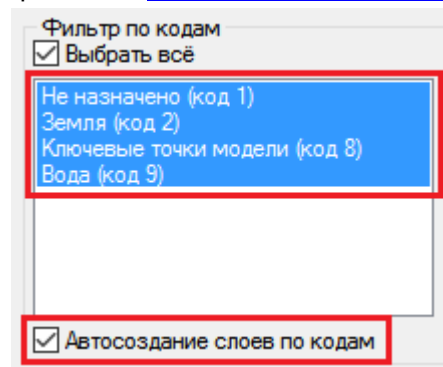 Фильтр по кодам
Выбрать всё
Не назначено (код 1)
Земля (код 2)
Ключевые точки модели (код 8)
Вода (код 9)
Автосоздание слоев по кодам